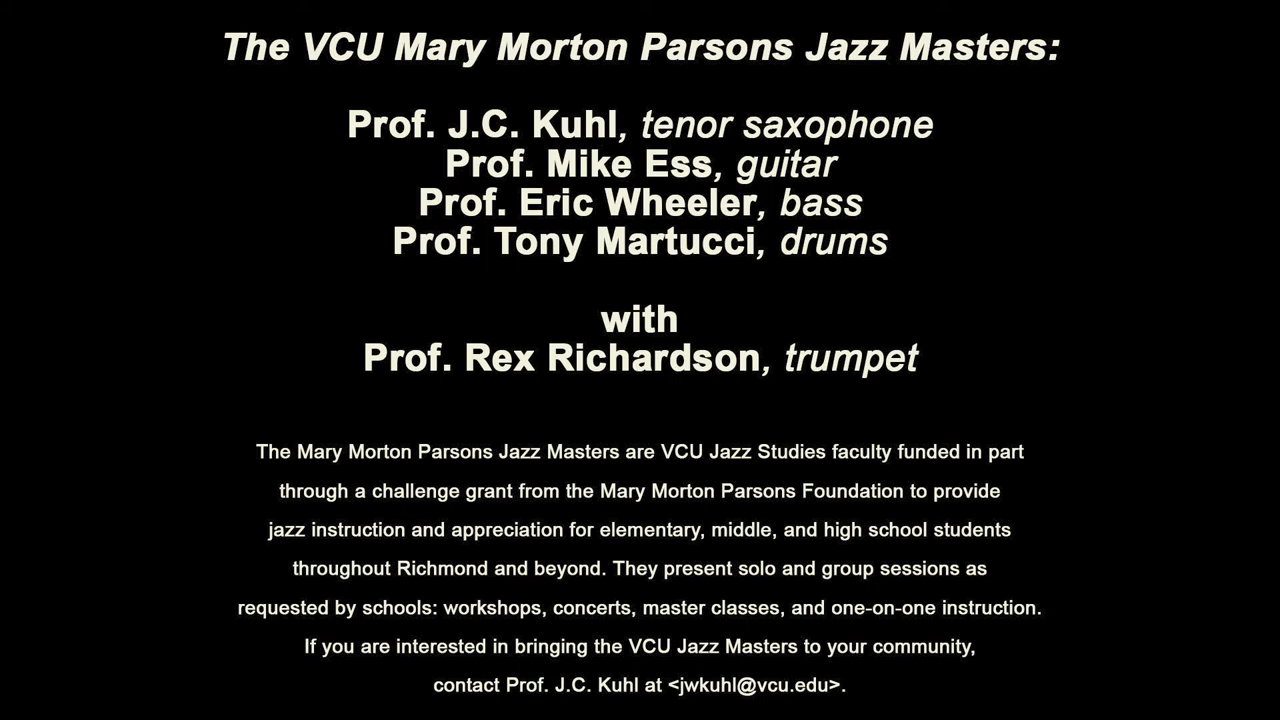 The VCU Mary Morton Parsons Jazz Masters:
Prof. J.C. Kuhl, tenor saxophone
Prof. Mike Ess, guitar
Prof. Eric Wheeler, bass
Prof. Tony Martucci, drums
with
Prof. Rex Richardson, trumpet
The Mary Morton Parsons Jazz Masters are VCU Jazz Studies faculty funded in part
through a challenge grant from the Mary Morton Parsons Foundation to provide
jazz instruction and appreciation for elementary, middle, and high school students
throughout Richmond and beyond. They present solo and group sessions as
requested by schools: workshops, concerts, master classes, and one-on-one instruction.
If you are interested in bringing the VCU Jazz Masters to your community,
contact Prof. J.C. Kuhl at <jwkuhl@vcu.edu>.